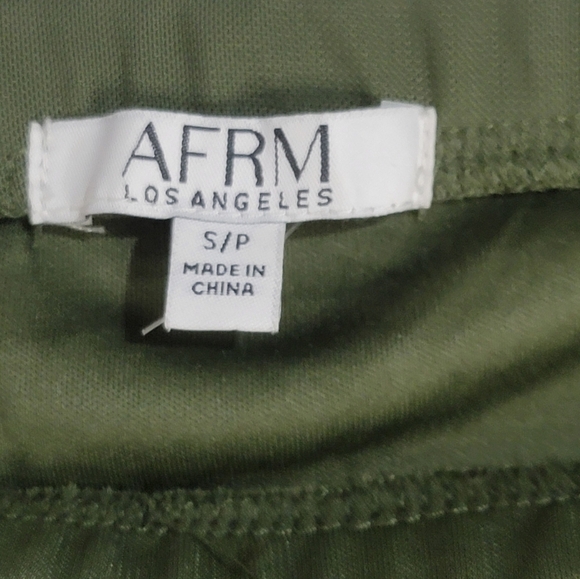 AFRM
LOS ANGELES
S/P
MADE IN
CHINA